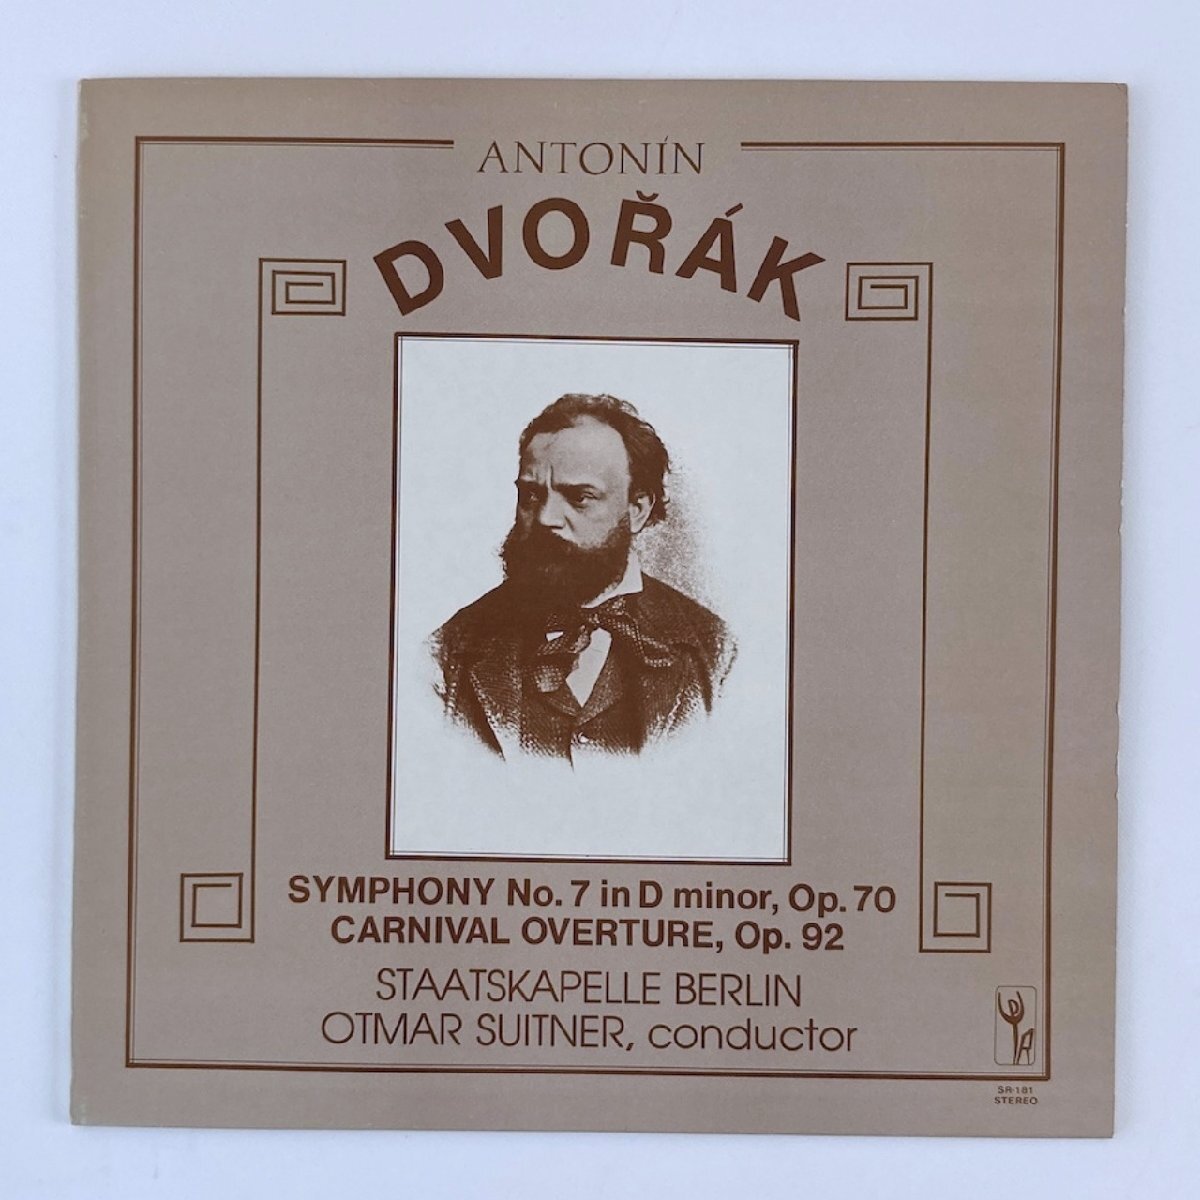 ANTONÍN
DVOŘÁK
SYMPHONY No. 7 in D minor, Op. 70
CARNIVAL OVERTURE, Op. 92
STAATSKAPELLE BERLIN
OTMAR SUITNER, conductor
D
R
SR-181
STEREO